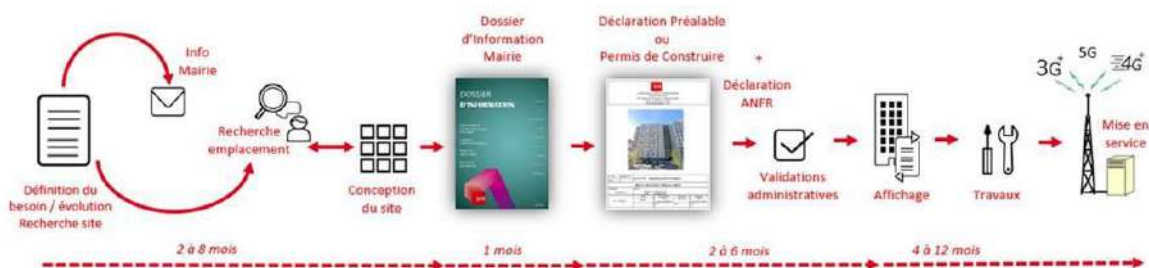 Info
Mairie
Définition du
besoin / évolution
Recherche site
Recherche
emplacement
Conception
du site
Dossier
d'Information
Mairie
DOSSIER
D'INFORMATION
Déclaration Préalable
ou
Permis de Construire
+
Déclaration
ANFR
Validations
administratives
Affichage
Travaux
3G+
5G
4G+
Mise en
service
2 à 8 mois
1 mois
2 à 6 mois
4 à 12 mois